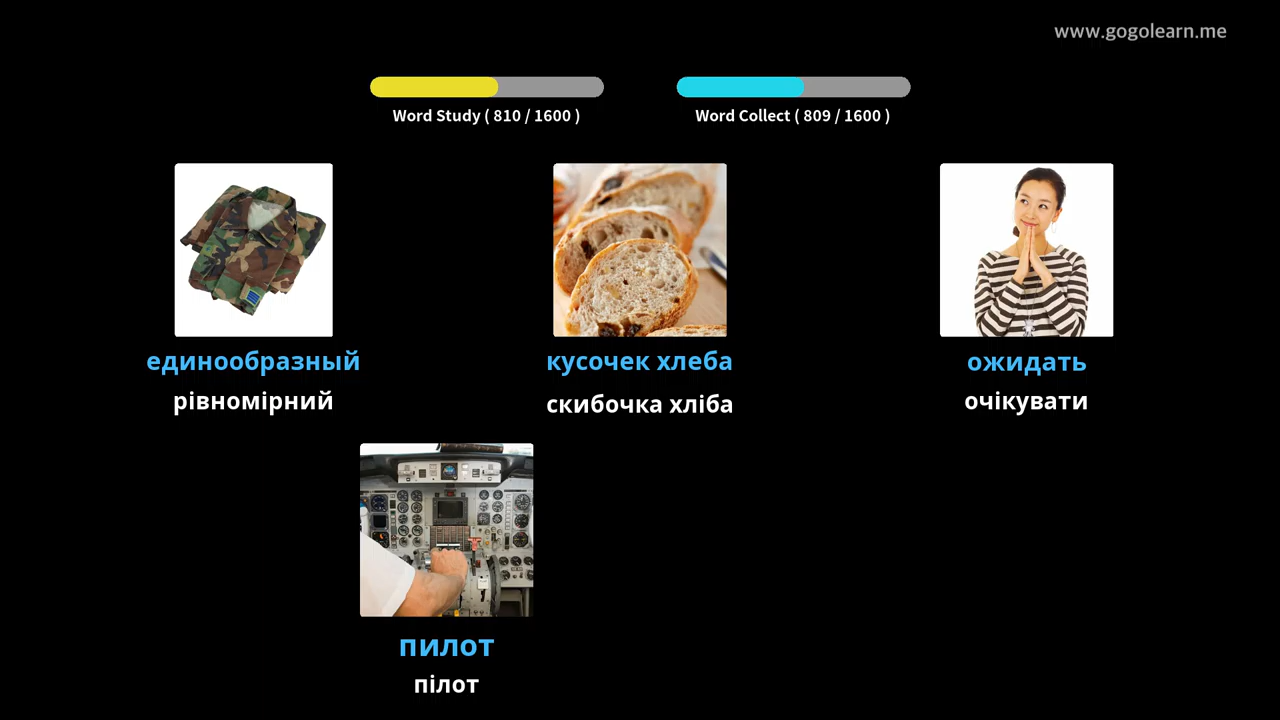 www.gogolearn.me
Word Study ( 810 / 1600 )
Word Collect ( 809 / 1600 )
единообразный
кусочек хлеба
ожидать
рівномірний
скибочка хліба
очікувати
пилот
пілот